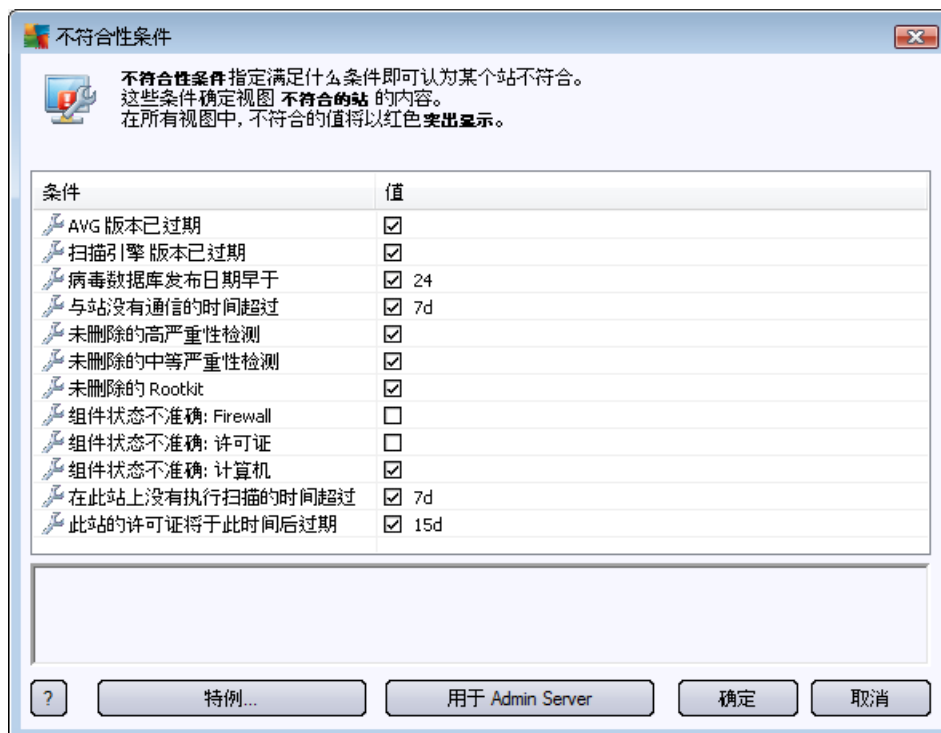 不符合性条件
不符合性条件指定满足什么条件即可认为某个站不符合。
这些条件确定视图 不符合的站 的内容。
在所有视图中, 不符合的值将以红色突出显示。
条件 值
AVG 版本已过期
扫描引擎 版本已过期
病毒数据库发布日期早于 24
与站没有通信的时间超过 7d
未删除的高严重性检测
未删除的中等严重性检测
未删除的 Rootkit
组件状态不准确: Firewall
组件状态不准确: 许可证
组件状态不准确: 计算机
在此站上没有执行扫描的时间超过 7d
此站的许可证将于此时间后过期 15d
? 特例... 用于 Admin Server 确定 取消